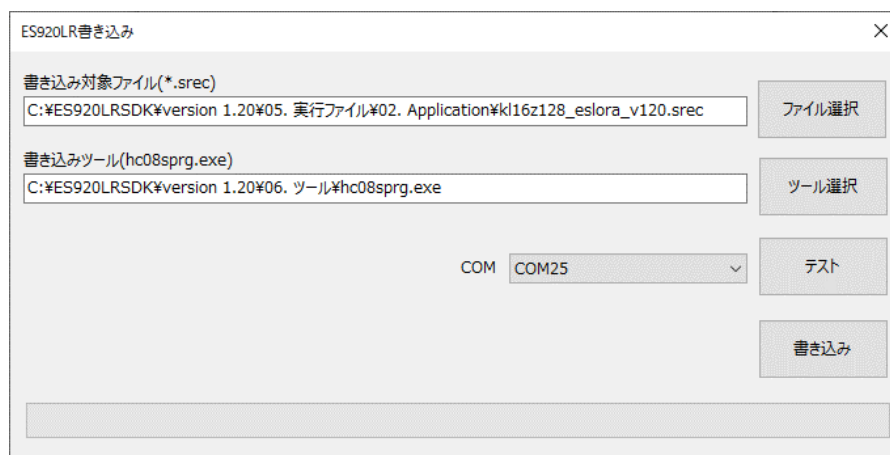 ES920LR書き込み
書き込み対象ファイル(*.srec)
C:¥ES920LRSDK¥version 1.20¥05. 実行ファイル¥02. Application¥kl16z128_eslora_v120.srec
ファイル選択
書き込みツール(hc08sprg.exe)
C:¥ES920LRSDK¥version 1.20¥06. ツール¥hc08sprg.exe
ツール選択
COM COM25
テスト
書き込み